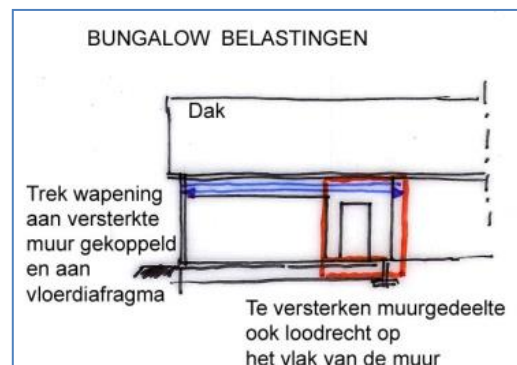 BUNGALOW BELASTINGEN
Dak
Trek wapening
aan versterkte
muur gekoppeld
en aan
vloerdiafragma
Te versterken muurgedeelte
ook loodrecht op
het vlak van de muur